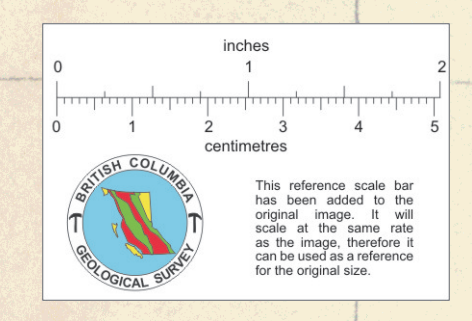 inches
0 1 2
0 1 2 3 4 5
centimetres
BRITISH COLUMBIA
GEOLOGICAL SURVEY
This reference scale bar
has been added to the
original image. It will
scale at the same rate
as the image, therefore it
can be used as a reference
for the original size.